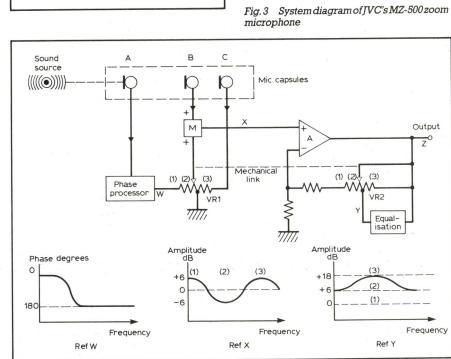 Fig. 3 System diagram of JVC's MZ-500 zoom
microphone
Sound
source
A
B
C
Mic. capsules
+
M
+
X
+
A
−
Output
Z
Phase
processor
W
(1) (2) (3)
VR1
Mechanical
link
(1) (2) (3)
VR2
Y
Equal-
isation
Phase degrees
0
180
Frequency
Ref W
Amplitude
dB
+6
0
−6
(1)
(2)
(3)
Frequency
Ref X
Amplitude
dB
+18
+6
0
(3)
(2)
(1)
Frequency
Ref Y